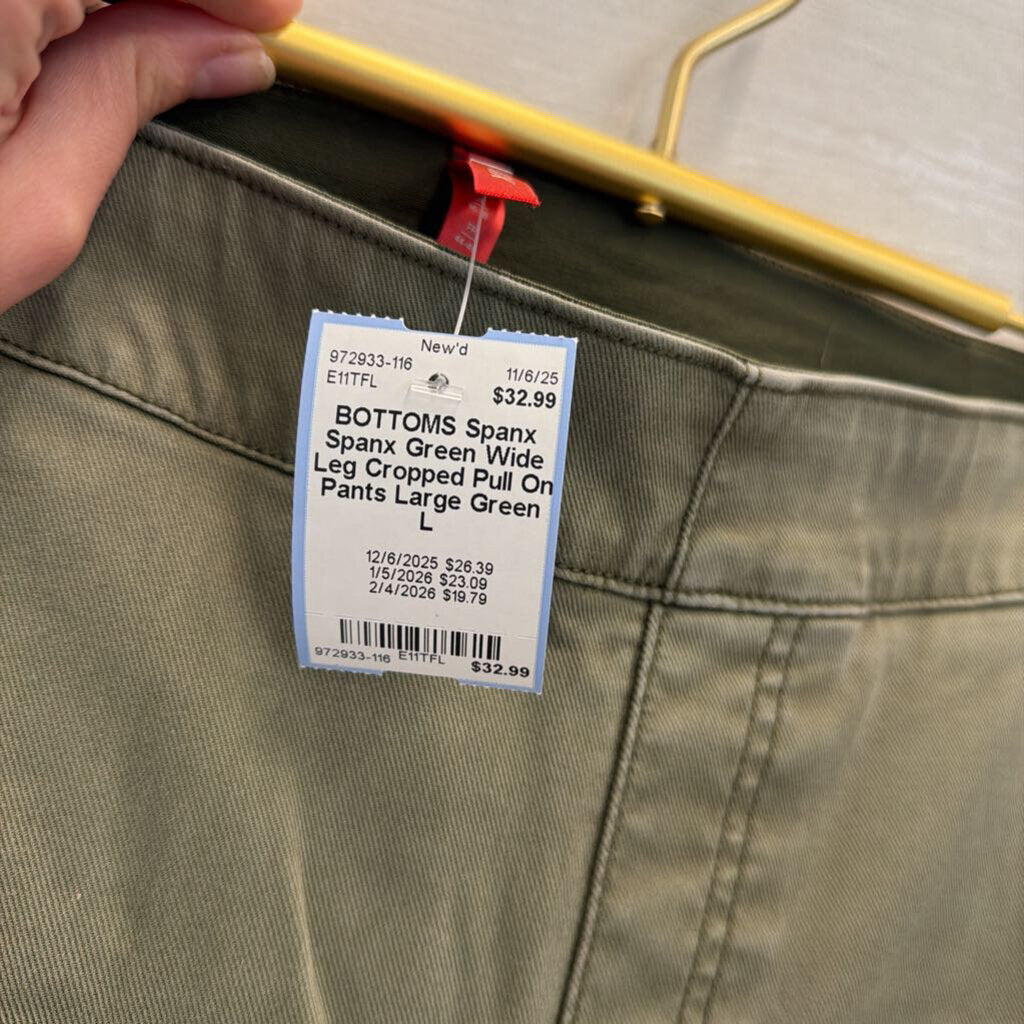 New'd
972933-116
E11TFL
11/6/25
$32.99
BOTTOMS Spanx
Spanx Green Wide
Leg Cropped Pull On
Pants Large Green
L
12/6/2025 $26.39
1/5/2026 $23.09
2/4/2026 $19.79
972933-116 E11TFL $32.99